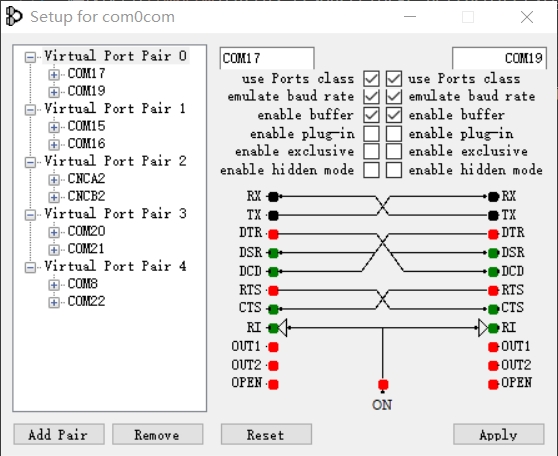 Setup for com0com
Virtual Port Pair 0
COM17
COM19
Virtual Port Pair 1
COM15
COM16
Virtual Port Pair 2
CNCA2
CNCB2
Virtual Port Pair 3
COM20
COM21
Virtual Port Pair 4
COM8
COM22
COM17 COM19
use Ports class use Ports class
emulate baud rate emulate baud rate
enable buffer enable buffer
enable plug-in enable plug-in
enable exclusive enable exclusive
enable hidden mode enable hidden mode
RX RX
TX TX
DTR DTR
DSR DSR
DCD DCD
RTS RTS
CTS CTS
RI RI
OUT1 OUT1
OUT2 OUT2
OPEN OPEN
ON
Add Pair Remove Reset Apply